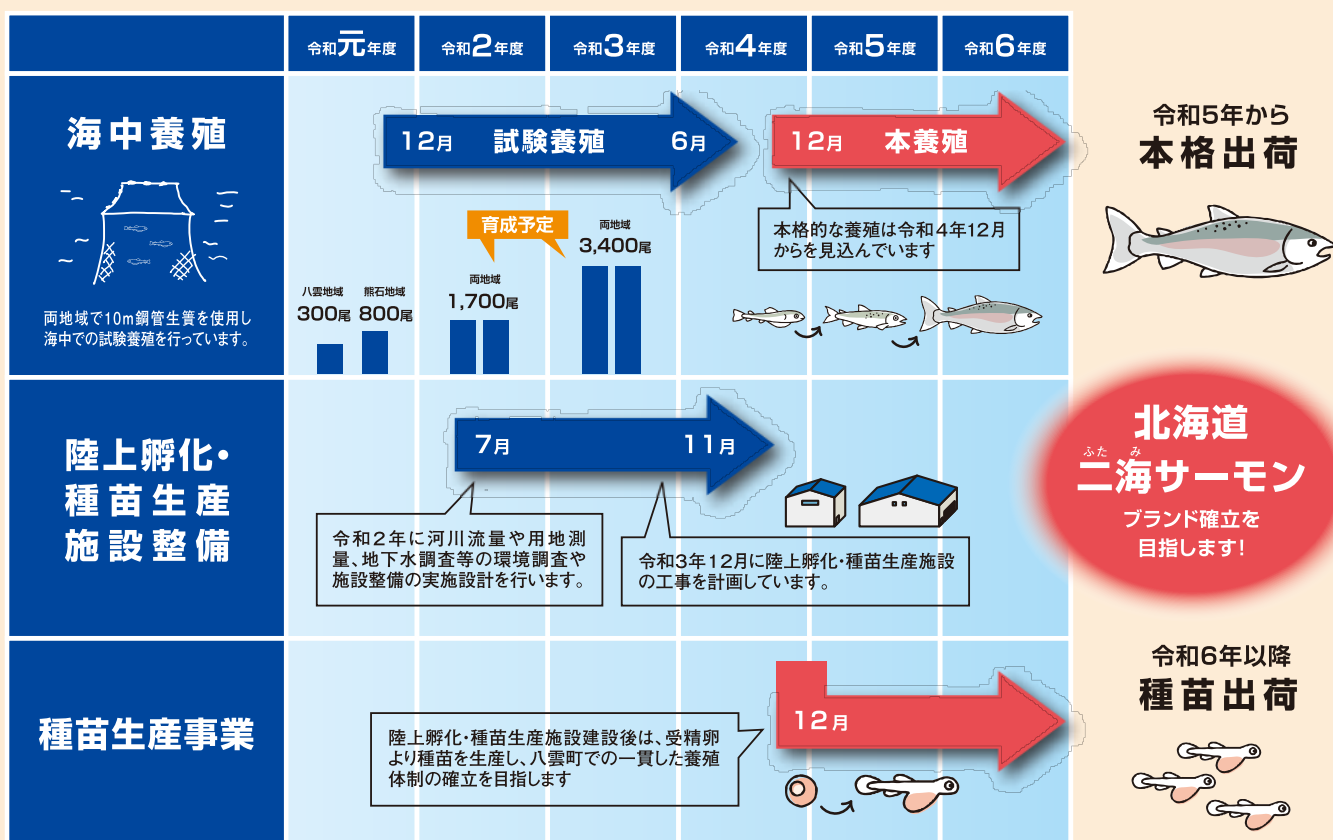 令和元年度
令和2年度
令和3年度
令和4年度
令和5年度
令和6年度
海中養殖
両地域で10m鋼管生簀を使用し
海中での試験養殖を行っています。
12月 試験養殖 6月
12月 本養殖
本格的な養殖は令和4年12月
からを見込んでいます
育成予定
八雲地域
300尾
熊石地域
800尾
両地域
1,700尾
両地域
3,400尾
令和5年から
本格出荷
陸上孵化・
種苗生産
施設整備
7月 11月
令和2年に河川流量や用地測
量、地下水調査等の環境調査や
施設整備の実施設計を行います。
令和3年12月に陸上孵化・種苗生産施設
の工事を計画しています。
北海道
ふた み
二海サーモン
ブランド確立を
目指します!
種苗生産事業
陸上孵化・種苗生産施設建設後は、受精卵
より種苗を生産し、八雲町での一貫した養殖
体制の確立を目指します
12月
令和6年以降
種苗出荷